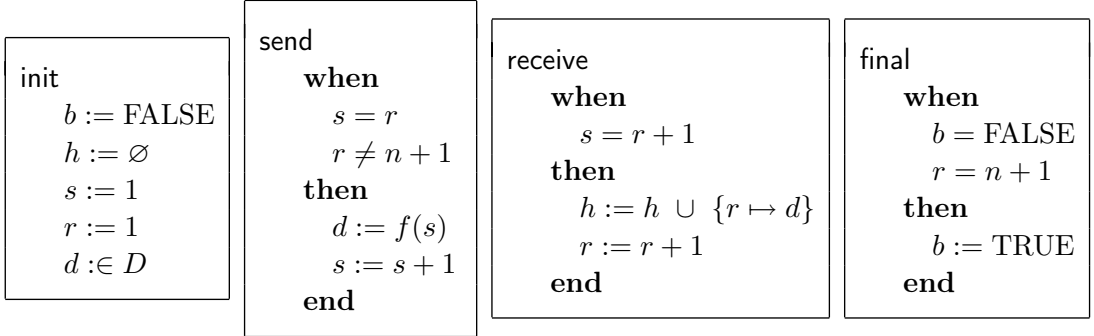 init
b := FALSE
h := ∅
s := 1
r := 1
d :∈ D
send
when
s = r
r ≠ n + 1
then
d := f(s)
s := s + 1
end
receive
when
s = r + 1
then
h := h ∪ {r ↦ d}
r := r + 1
end
final
when
b = FALSE
r = n + 1
then
b := TRUE
end